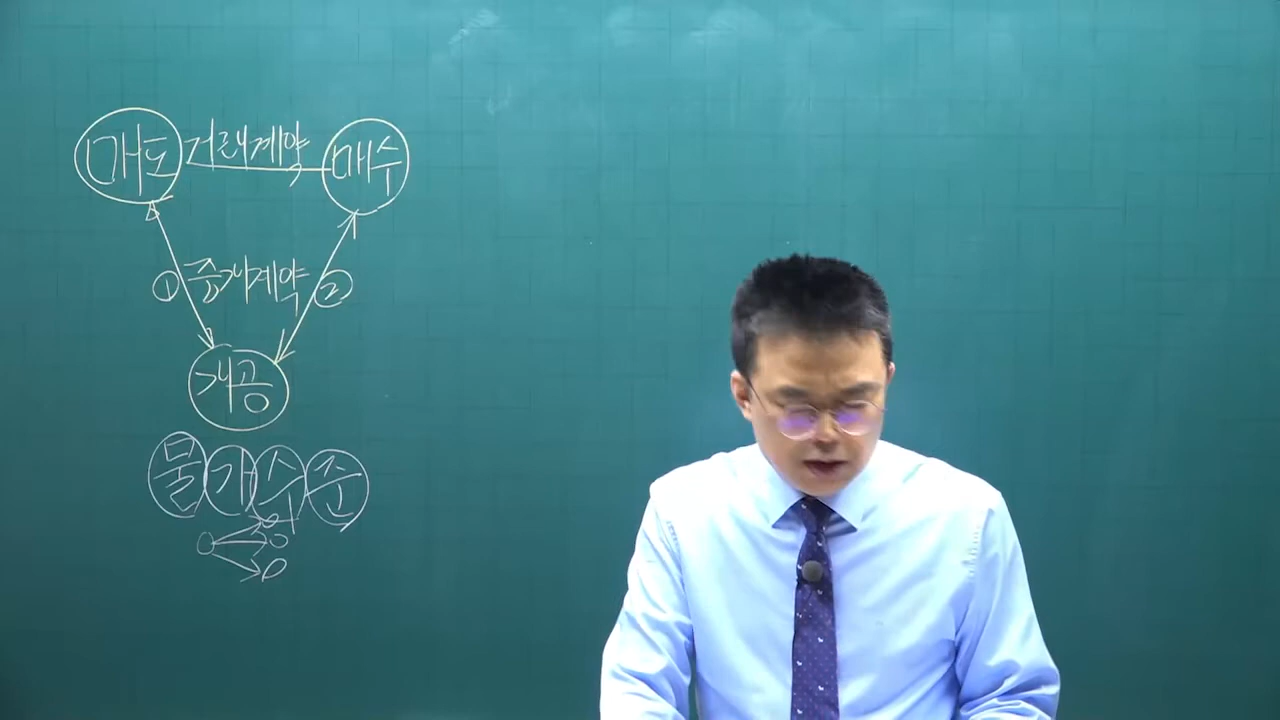 매도 거래계약 매수
① 중개계약 ②
개공
물 개 수 준